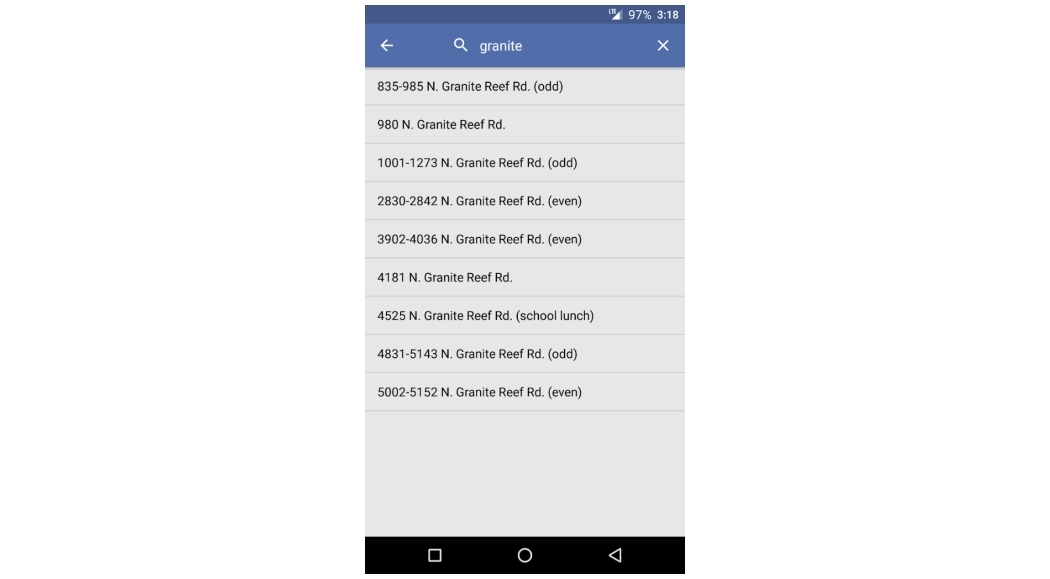 LTE 97% 3:18
granite
835-985 N. Granite Reef Rd. (odd)
980 N. Granite Reef Rd.
1001-1273 N. Granite Reef Rd. (odd)
2830-2842 N. Granite Reef Rd. (even)
3902-4036 N. Granite Reef Rd. (even)
4181 N. Granite Reef Rd.
4525 N. Granite Reef Rd. (school lunch)
4831-5143 N. Granite Reef Rd. (odd)
5002-5152 N. Granite Reef Rd. (even)